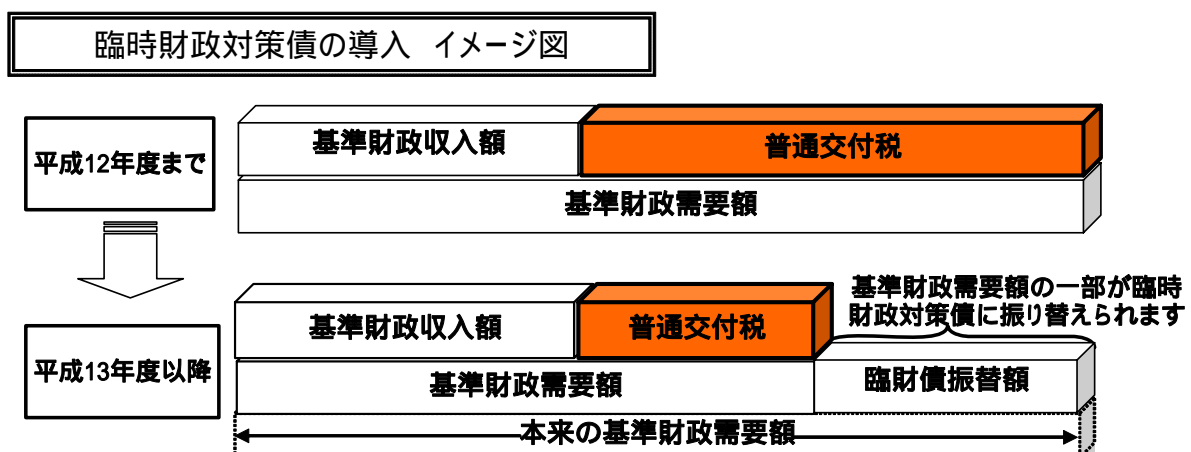 臨時財政対策債の導入 イメージ図
平成12年度まで
基準財政収入額
普通交付税
基準財政需要額
平成13年度以降
基準財政収入額
普通交付税
基準財政需要額の一部が臨時
財政対策債に振り替えられます
基準財政需要額
臨財債振替額
本来の基準財政需要額